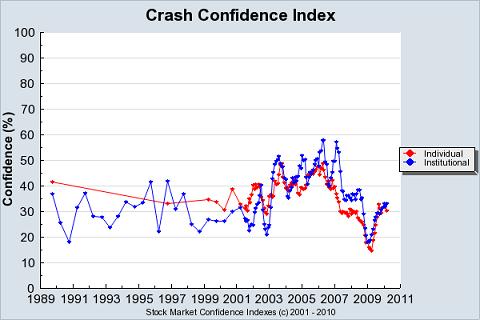 Crash Confidence Index
100
90
80
70
60
50
40
30
20
10
0
Confidence (%)
1989 1991 1993 1995 1997 1999 2001 2003 2005 2007 2009 2011
Individual
Institutional
Stock Market Confidence Indexes (c) 2001 - 2010